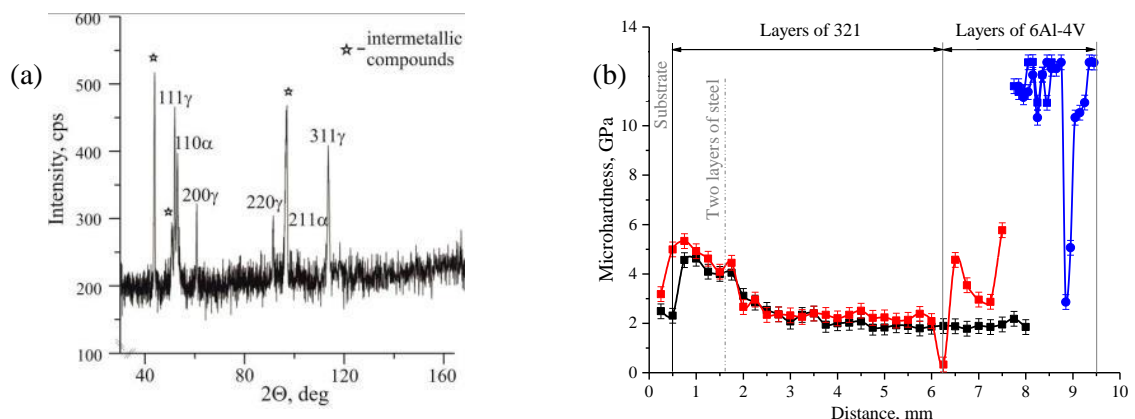 (a)
600
500
400
300
200
100
Intensity, cps
40
80
120
160
2Θ, deg
☆ – intermetallic
compounds
111γ
110α
200γ
220γ
211α
311γ
(b)
14
12
10
8
6
4
2
0
Microhardness, GPa
Layers of 321
Layers of 6Al-4V
Substrate
Two layers of steel
0
1
2
3
4
5
6
7
8
9
10
Distance, mm